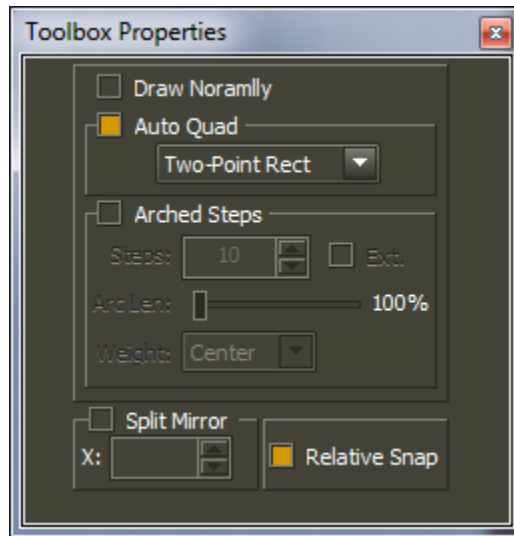 Toolbox Properties
Draw Noramlly
Auto Quad
Two-Point Rect
Arched Steps
Steps: 10 Ext.
Arc Len: 100%
Weight: Center
Split Mirror
X:
Relative Snap